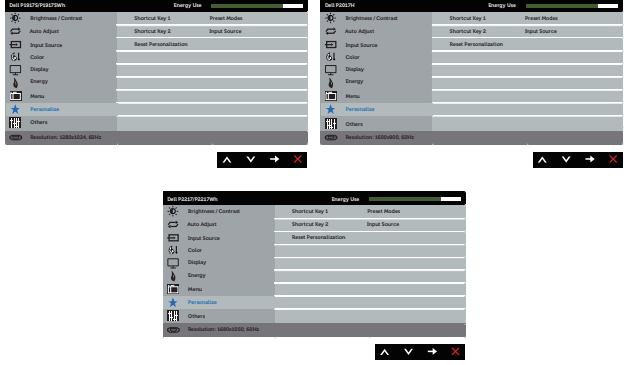 Dell P1917S/P1917SWh Energy Use
Brightness / Contrast Shortcut Key 1 Preset Modes
Auto Adjust Shortcut Key 2 Input Source
Input Source Reset Personalization
Color
Display
Energy
Menu
Personalize
Others
Resolution: 1280x1024, 60Hz
Dell P2017H Energy Use
Brightness / Contrast Shortcut Key 1 Preset Modes
Auto Adjust Shortcut Key 2 Input Source
Input Source Reset Personalization
Color
Display
Energy
Menu
Personalize
Others
Resolution: 1600x900, 60Hz
Dell P2217/P2217Wh Energy Use
Brightness / Contrast Shortcut Key 1 Preset Modes
Auto Adjust Shortcut Key 2 Input Source
Input Source Reset Personalization
Color
Display
Energy
Menu
Personalize
Others
Resolution: 1680x1050, 60Hz